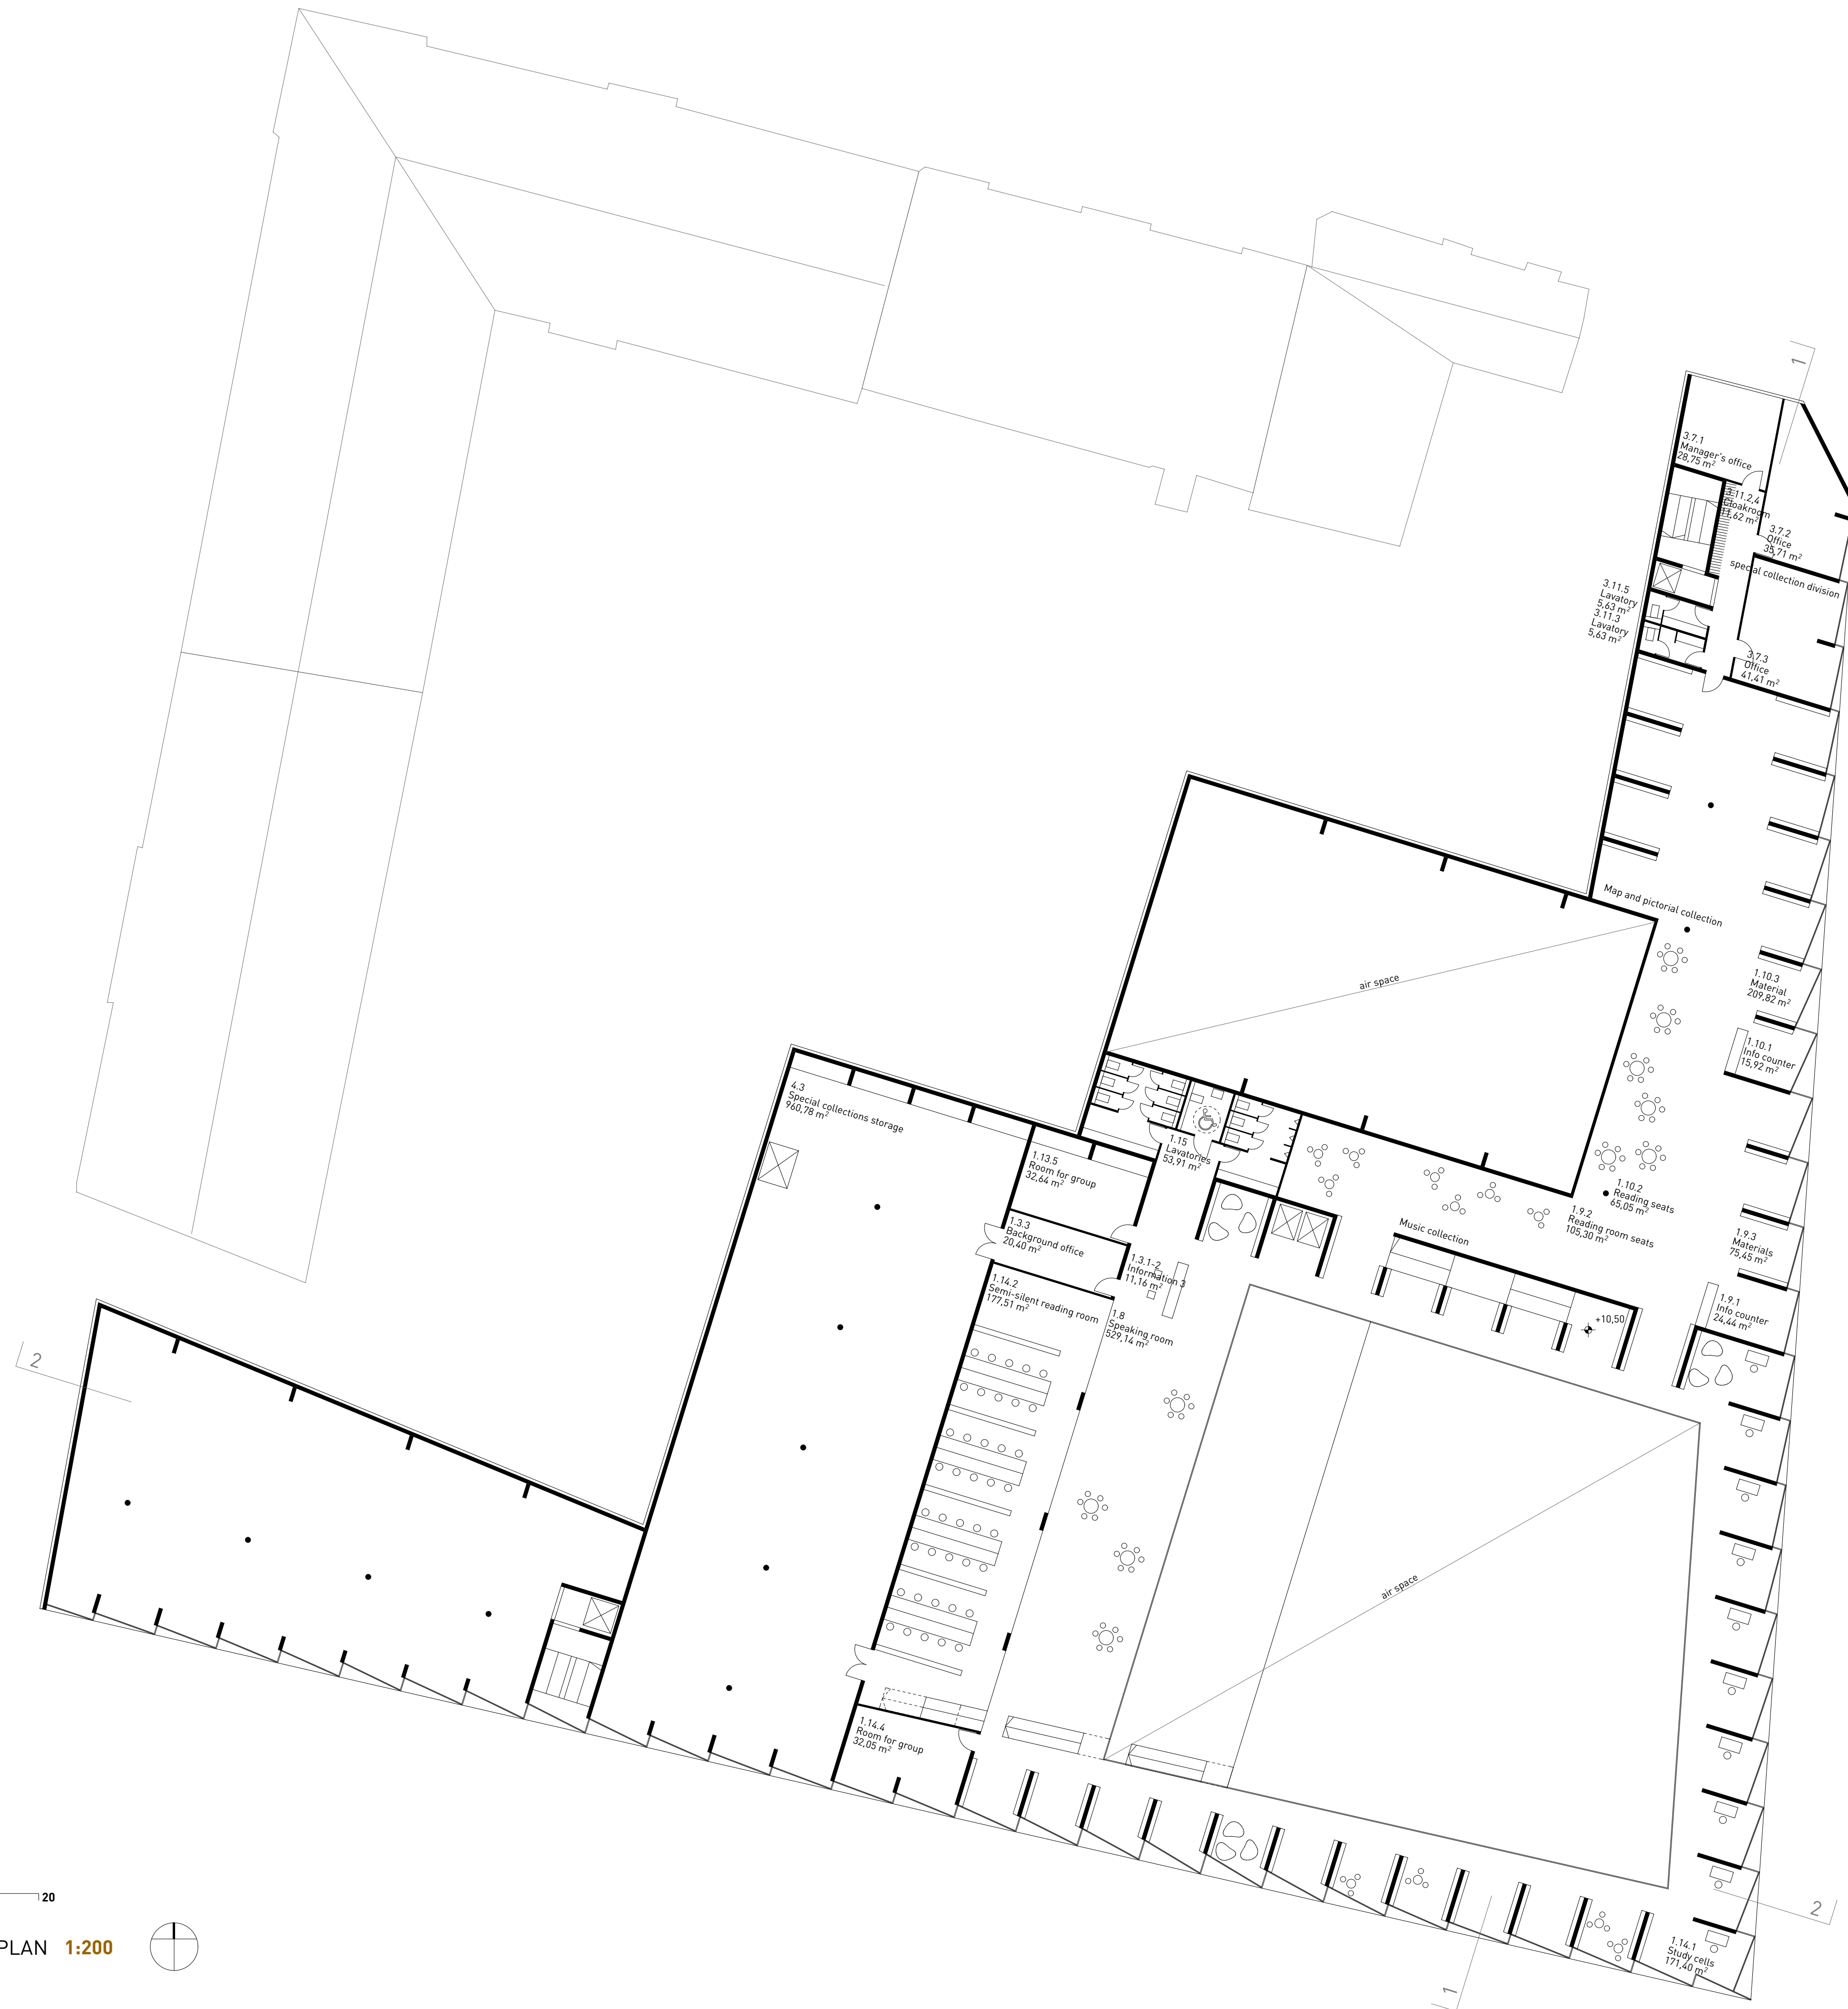 1
3.7.1
Manager's office
28,75 m²
3.11.2,4
Cloakroom
11,62 m²
3.7.2
Office
35,71 m²
special collection division
3.11.5
Lavatory
5,63 m²
3.11.3
Lavatory
5,63 m²
3.7.3
Office
41,41 m²
Map and pictorial collection
air space
1.10.3
Material
209,82 m²
1.10.1
Info counter
15,92 m²
4.3
Special collections storage
960,78 m²
1.13.5
Room for group
32,64 m²
1.15
Lavatories
53,91 m²
1.10.2
Reading seats
65,05 m²
1.9.2
Reading room seats
105,30 m²
Music collection
1.9.3
Materials
75,45 m²
1.3.3
Background office
20,40 m²
1.3.1-2
Information 3
11,16 m²
1.14.2
Semi-silent reading room
177,51 m²
1.8
Speaking room
529,14 m²
+10,50
1.9.1
Info counter
24,44 m²
2
air space
1.14.4
Room for group
32,05 m²
20
2
PLAN 1:200
1.14.1
Study cells
171,40 m²
1